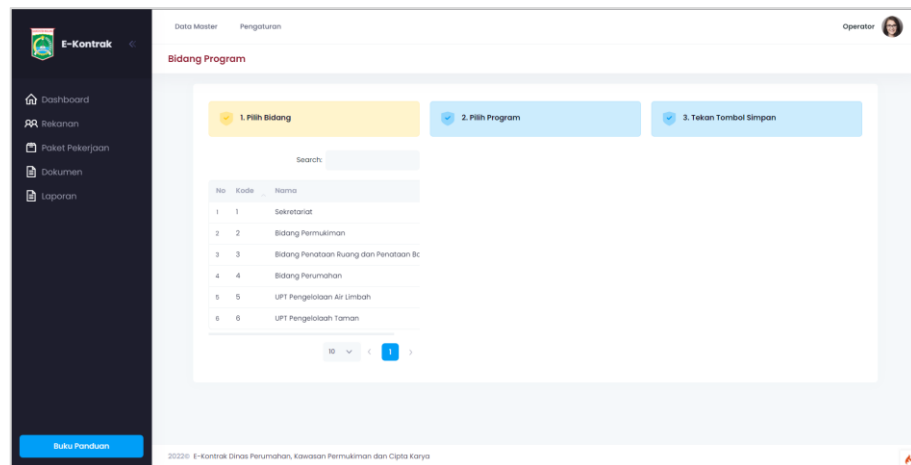 E-Kontrak
Data Master Pengaturan
Operator
Bidang Program
Dashboard
Rekanan
Paket Pekerjaan
Dokumen
Laporan
Buku Panduan
1. Pilih Bidang
2. Pilih Program
3. Tekan Tombol Simpan
Search:
No Kode Nama
1 1 Sekretariat
2 2 Bidang Permukiman
3 3 Bidang Penataan Ruang dan Penataan Bc
4 4 Bidang Perumahan
5 5 UPT Pengelolaan Air Limbah
6 6 UPT Pengelolaah Taman
10 1
2022© E-Kontrak Dinas Perumahan, Kawasan Permukiman dan Cipta Karya